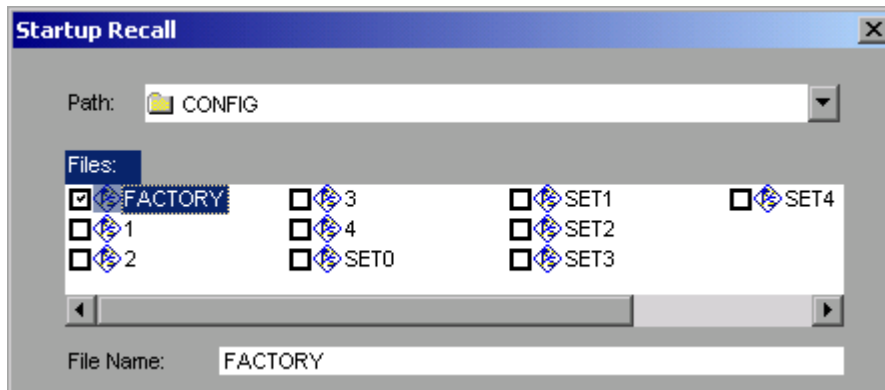 Startup Recall
Path: CONFIG
Files:
FACTORY 3 SET1 SET4
1 4 SET2
2 SET0 SET3
File Name: FACTORY